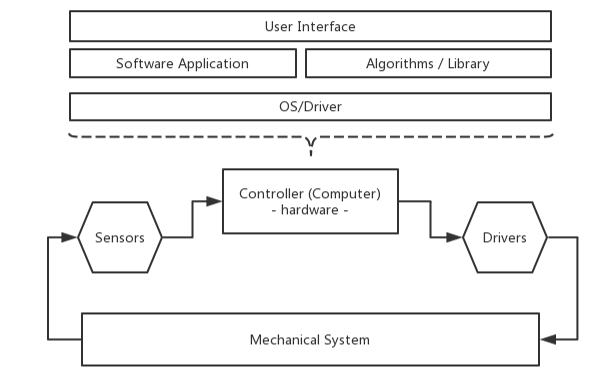 User Interface
Software Application
Algorithms / Library
OS/Driver
Controller (Computer)
- hardware -
Sensors
Drivers
Mechanical System